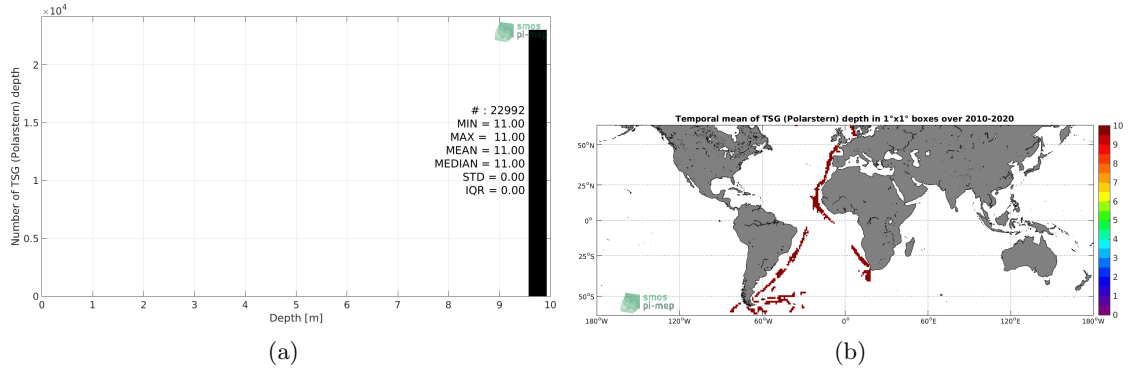 ×10⁴
smos
pi-mep
2
1.5
1
0.5
0
Number of TSG (Polarstern) depth
# : 22992
MIN = 11.00
MAX = 11.00
MEAN = 11.00
MEDIAN = 11.00
STD = 0.00
IQR = 0.00
0 1 2 3 4 5 6 7 8 9 10
Depth [m]
(a)
Temporal mean of TSG (Polarstern) depth in 1°x1° boxes over 2010-2020
50°N
25°N
0°
25°S
50°S
smos
pi-mep
180°W 120°W 60°W 0° 60°E 120°E 180°W
10
9
8
7
6
5
4
3
2
1
0
(b)